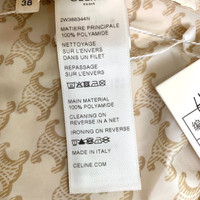 38
PARIS
MATIERE PRINCIPALE
100% POLYAMIDE
NETTOYAGE
SUR L'ENVERS
DANS UN FILET
REPASSAGE
SUR L'ENVERS
MAIN MATERIAL
100% POLYAMIDE
CLEANING ON
REVERSE IN A NET
IRONING ON REVERSE
MADE IN ITALY
CELINE.COM